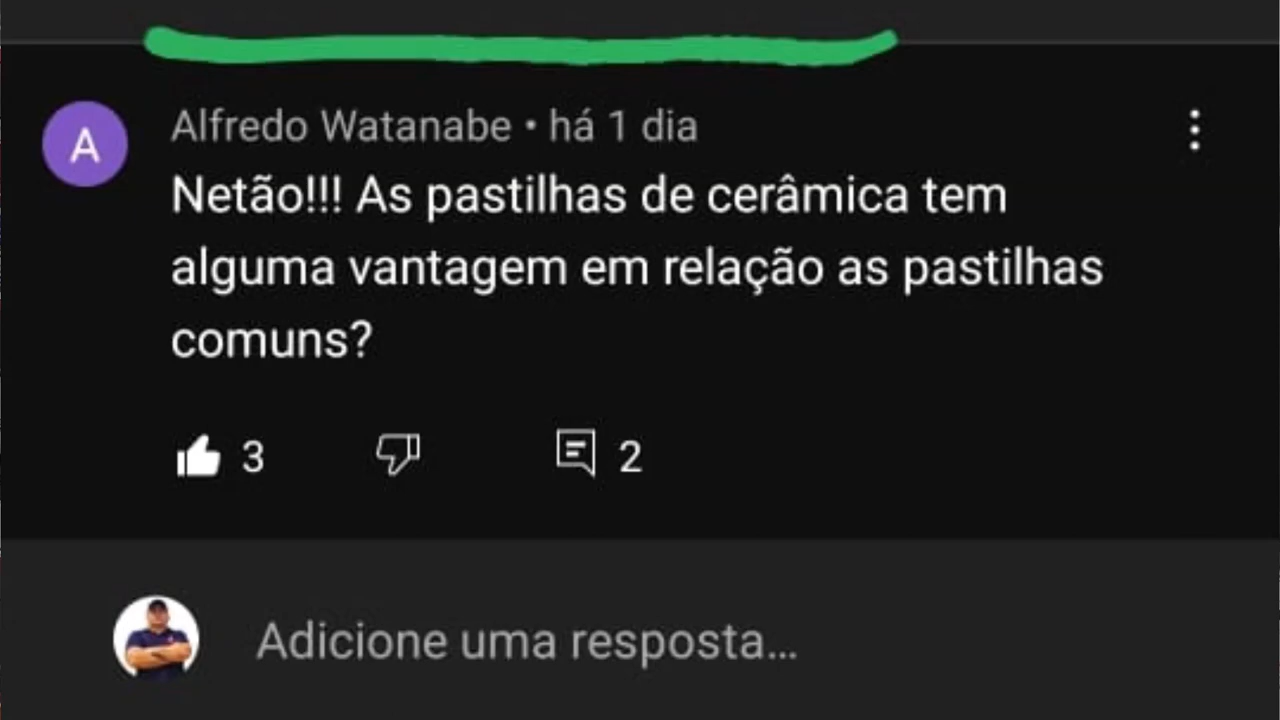 A
Alfredo Watanabe • há 1 dia
Netão!!! As pastilhas de cerâmica tem
alguma vantagem em relação as pastilhas
comuns?
3 2
Adicione uma resposta...